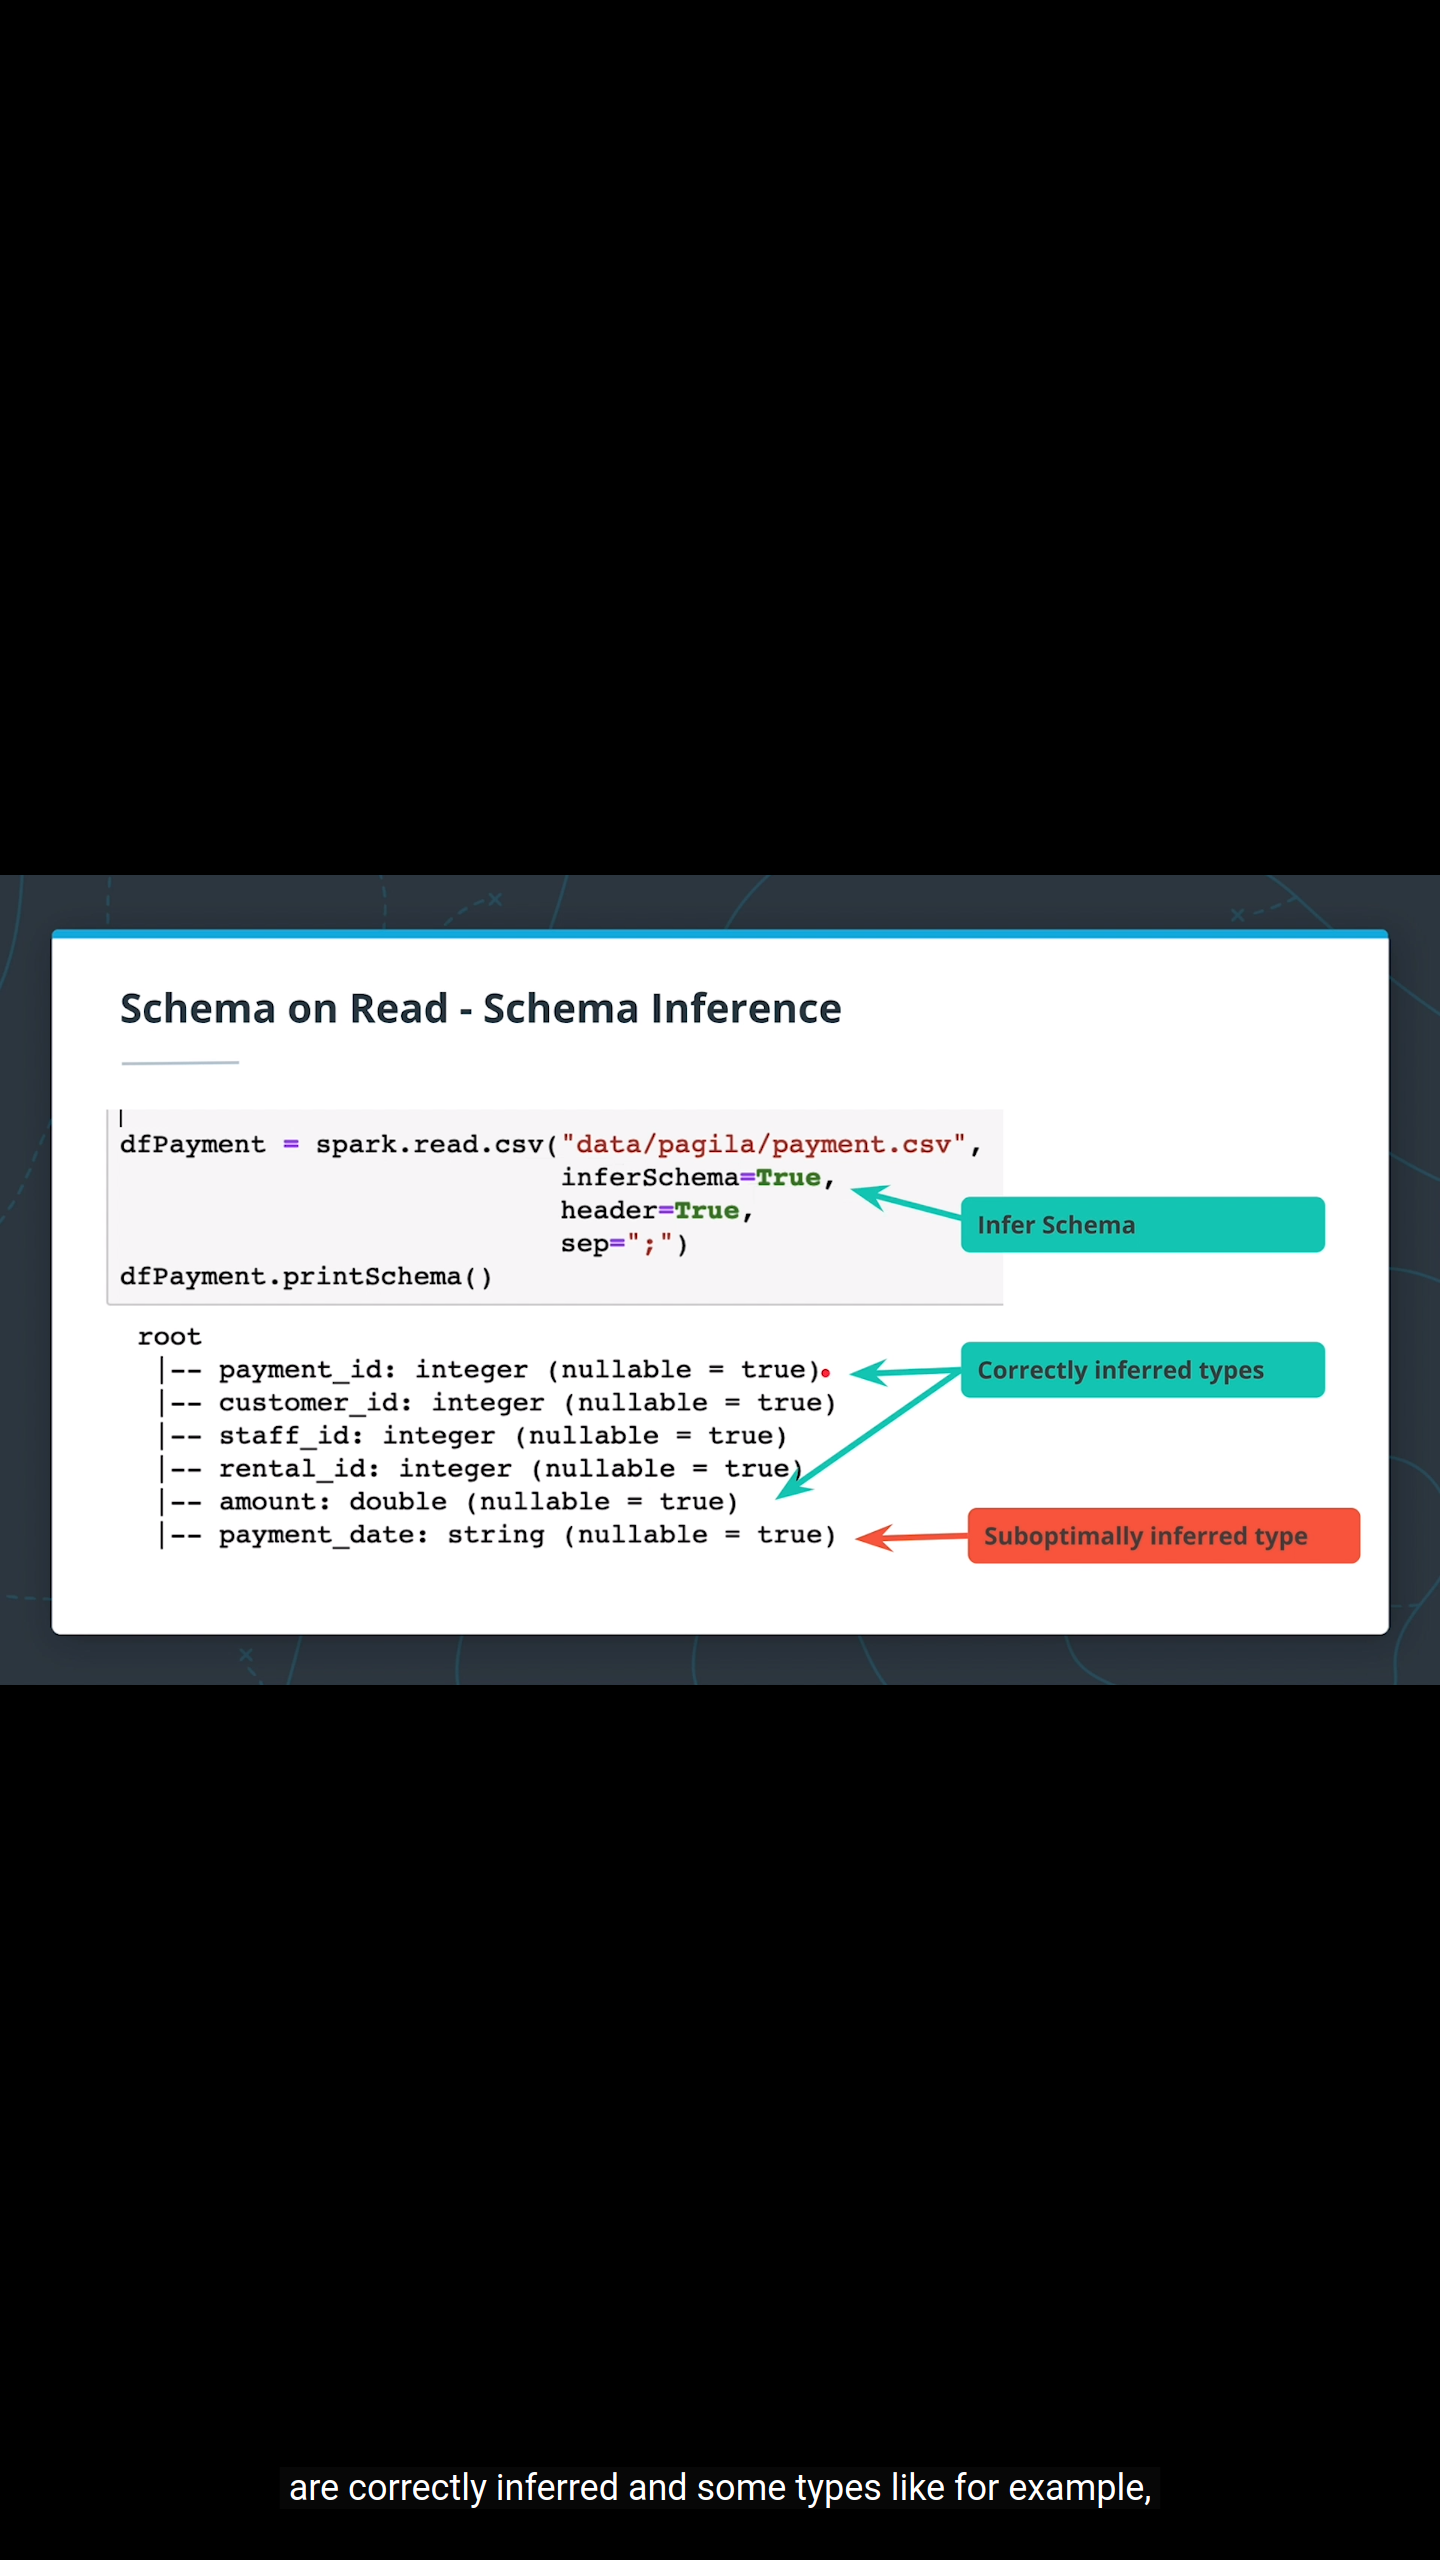 Schema on Read - Schema Inference
dfPayment = spark.read.csv("data/pagila/payment.csv",
inferSchema=True,
header=True,
sep=";")
dfPayment.printSchema()
Infer Schema
root
|-- payment_id: integer (nullable = true)
|-- customer_id: integer (nullable = true)
|-- staff_id: integer (nullable = true)
|-- rental_id: integer (nullable = true)
|-- amount: double (nullable = true)
|-- payment_date: string (nullable = true)
Correctly inferred types
Suboptimally inferred type
are correctly inferred and some types like for example,